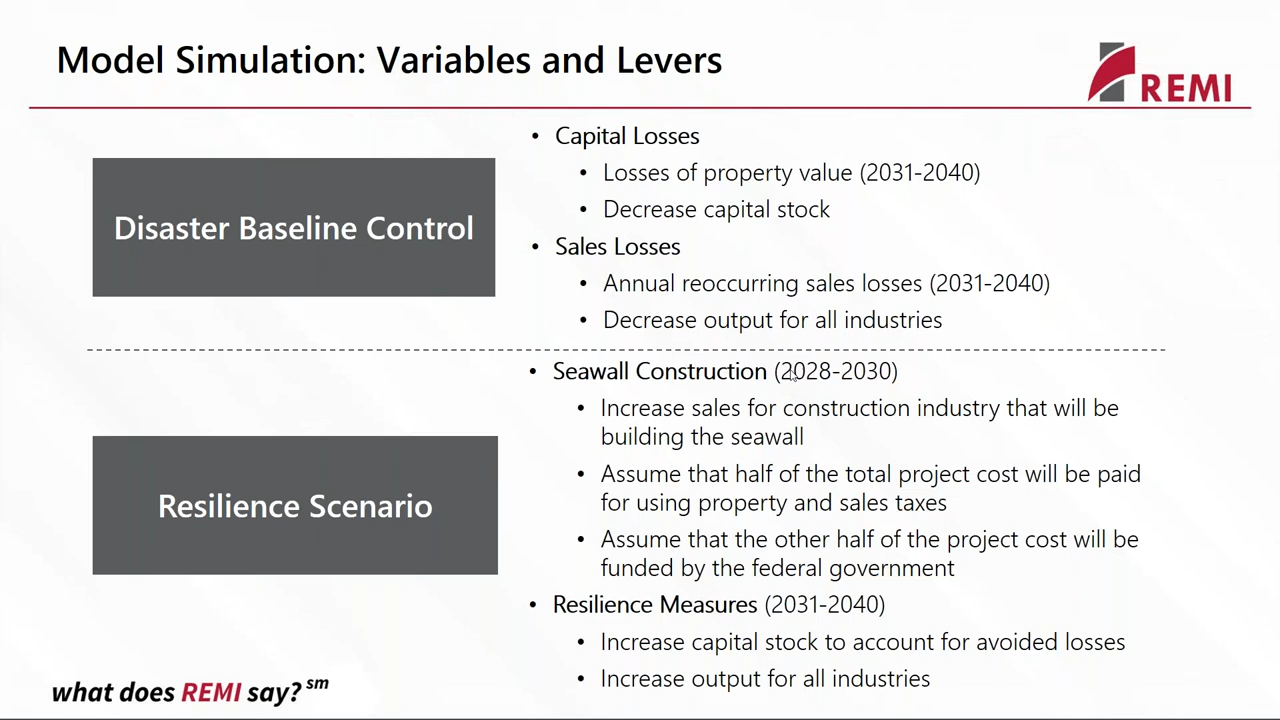 Model Simulation: Variables and Levers
REMI
Disaster Baseline Control
• Capital Losses
• Losses of property value (2031-2040)
• Decrease capital stock
• Sales Losses
• Annual reoccurring sales losses (2031-2040)
• Decrease output for all industries
Resilience Scenario
• Seawall Construction (2028-2030)
• Increase sales for construction industry that will be
building the seawall
• Assume that half of the total project cost will be paid
for using property and sales taxes
• Assume that the other half of the project cost will be
funded by the federal government
• Resilience Measures (2031-2040)
• Increase capital stock to account for avoided losses
• Increase output for all industries
what does REMI say? sm